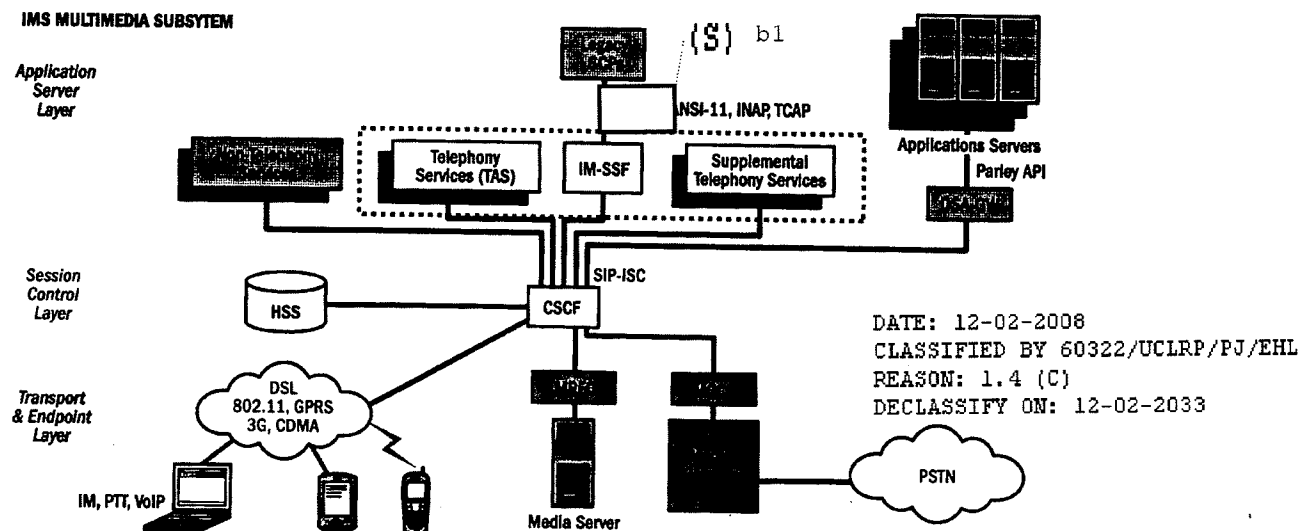 IMS MULTIMEDIA SUBSYTEM
(S) b1
Application
Server
Layer
ANSI-11, INAP, TCAP
Applications Servers
Telephony
Services (TAS)
IM-SSF
Supplemental
Telephony Services
Parley API
Session
Control
Layer
SIP-ISC
HSS
CSCF
DATE: 12-02-2008
CLASSIFIED BY 60322/UCLRP/PJ/EHL
REASON: 1.4 (C)
DECLASSIFY ON: 12-02-2033
Transport
& Endpoint
Layer
DSL
802.11, GPRS
3G, CDMA
IM, PTT, VoIP
Media Server
PSTN